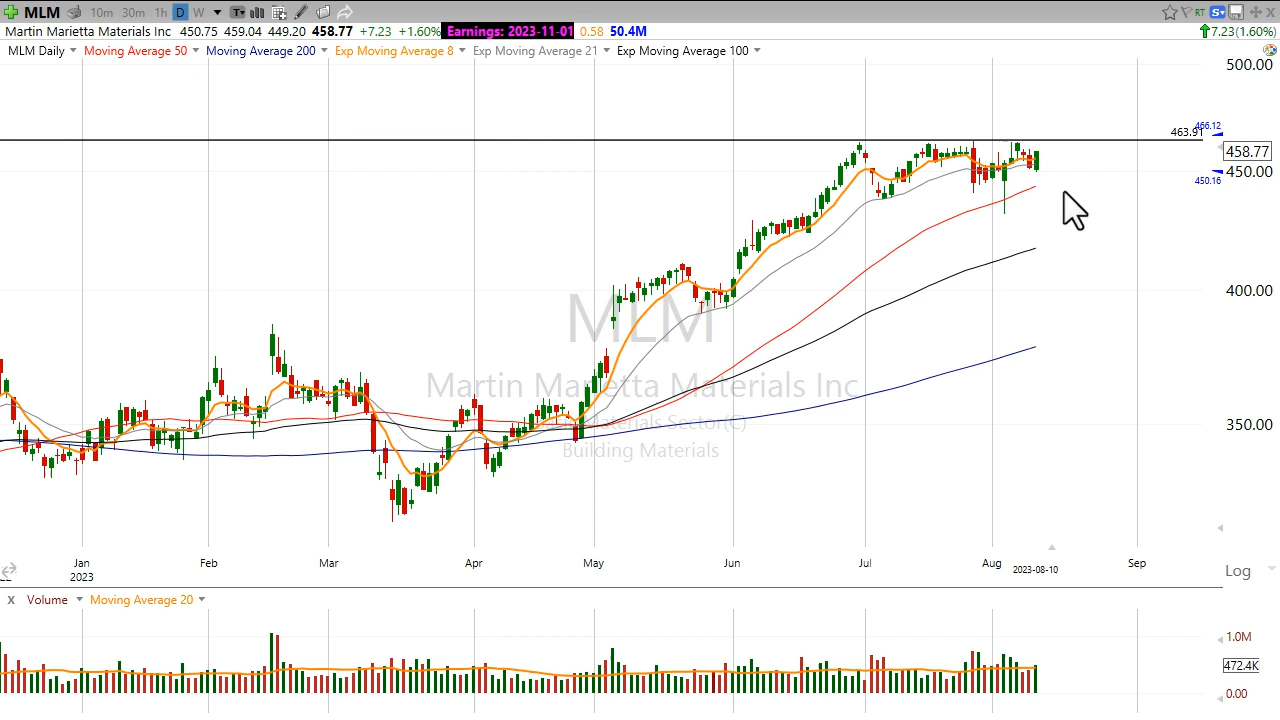 MLM 10m 30m 1h D W T RT S
Martin Marietta Materials Inc 450.75 459.04 449.20 458.77 +7.23 +1.60% Earnings: 2023-11-01 0.58 50.4M 7.23(1.60%)
MLM Daily Moving Average 50 Moving Average 200 Exp Moving Average 8 Exp Moving Average 21 Exp Moving Average 100
500.00
466.12
463.91
458.77
450.00
450.16
400.00
MLM
Martin Marietta Materials Inc
Materials Sector(C)
350.00
Building Materials
Jan Feb Mar Apr May Jun Jul Aug Sep
2023 2023-08-10 Log
X Volume Moving Average 20
1.0M
472.4K
0.00